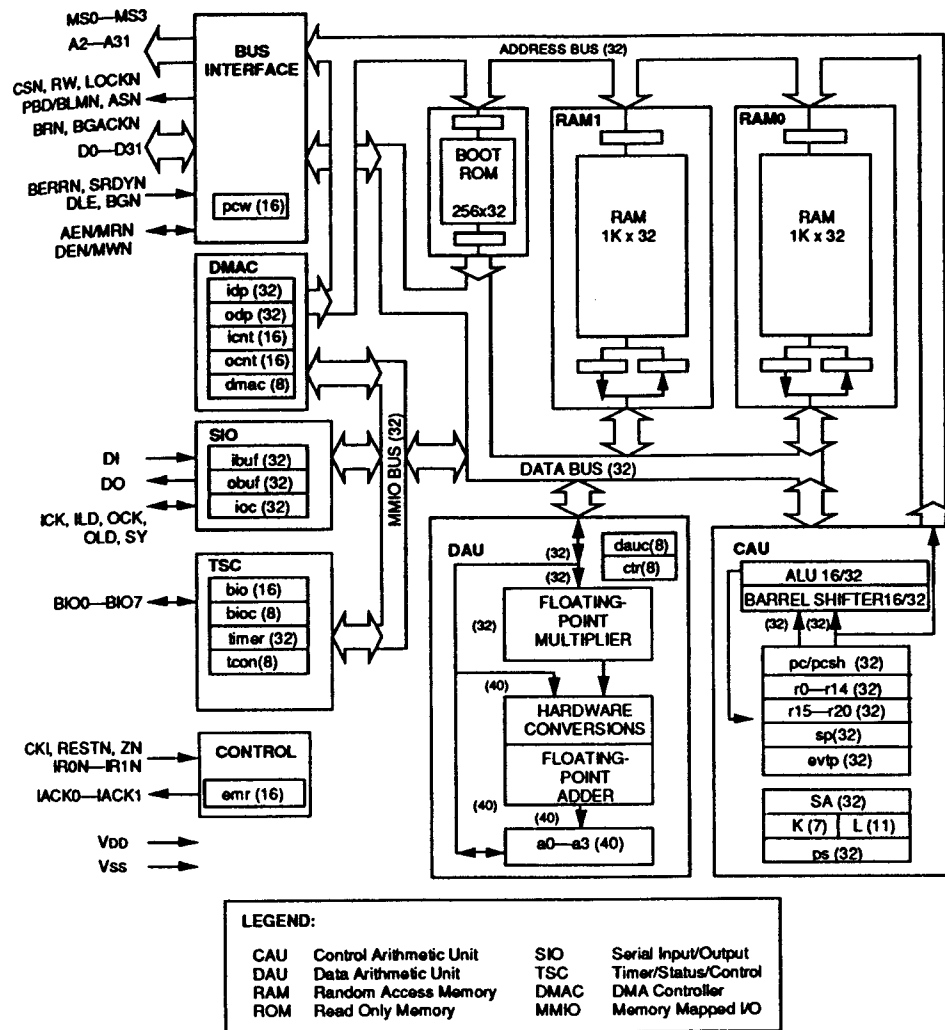 MS0—MS3
A2—A31
CSN, RW, LOCKN
PBD/BLMN, ASN
BRN, BGACKN
D0—D31
BERRN, SRDYN
DLE, BGN
AEN/MRN
DEN/MWN
BUS
INTERFACE
pcw (16)
ADDRESS BUS (32)
BOOT
ROM
256x32
RAM1
RAM
1K x 32
RAM0
RAM
1K x 32
DMAC
idp (32)
odp (32)
icnt (16)
ocnt (16)
dmac (8)
MMIO BUS (32)
DATA BUS (32)
DI
DO
ICK, ILD, OCK,
OLD, SY
SIO
ibuf (32)
obuf (32)
ioc (32)
BIO0—BIO7
TSC
bio (16)
bioc (8)
timer (32)
tcon(8)
CKI, RESTN, ZN
IR0N—IR1N
IACK0—IACK1
CONTROL
emr (16)
VDD
VSS
DAU
(32)
(32)
dauc(8)
ctr(8)
(32)
FLOATING-
POINT
MULTIPLIER
(40)
HARDWARE
CONVERSIONS
FLOATING-
POINT
ADDER
(40)
(40)
a0—a3 (40)
CAU
ALU 16/32
BARREL SHIFTER16/32
(32)
(32)
pc/pcsh (32)
r0—r14 (32)
r15—r20 (32)
sp(32)
evtp (32)
SA (32)
K (7)
L (11)
ps (32)
LEGEND:
CAU Control Arithmetic Unit
DAU Data Arithmetic Unit
RAM Random Access Memory
ROM Read Only Memory
SIO Serial Input/Output
TSC Timer/Status/Control
DMAC DMA Controller
MMIO Memory Mapped I/O